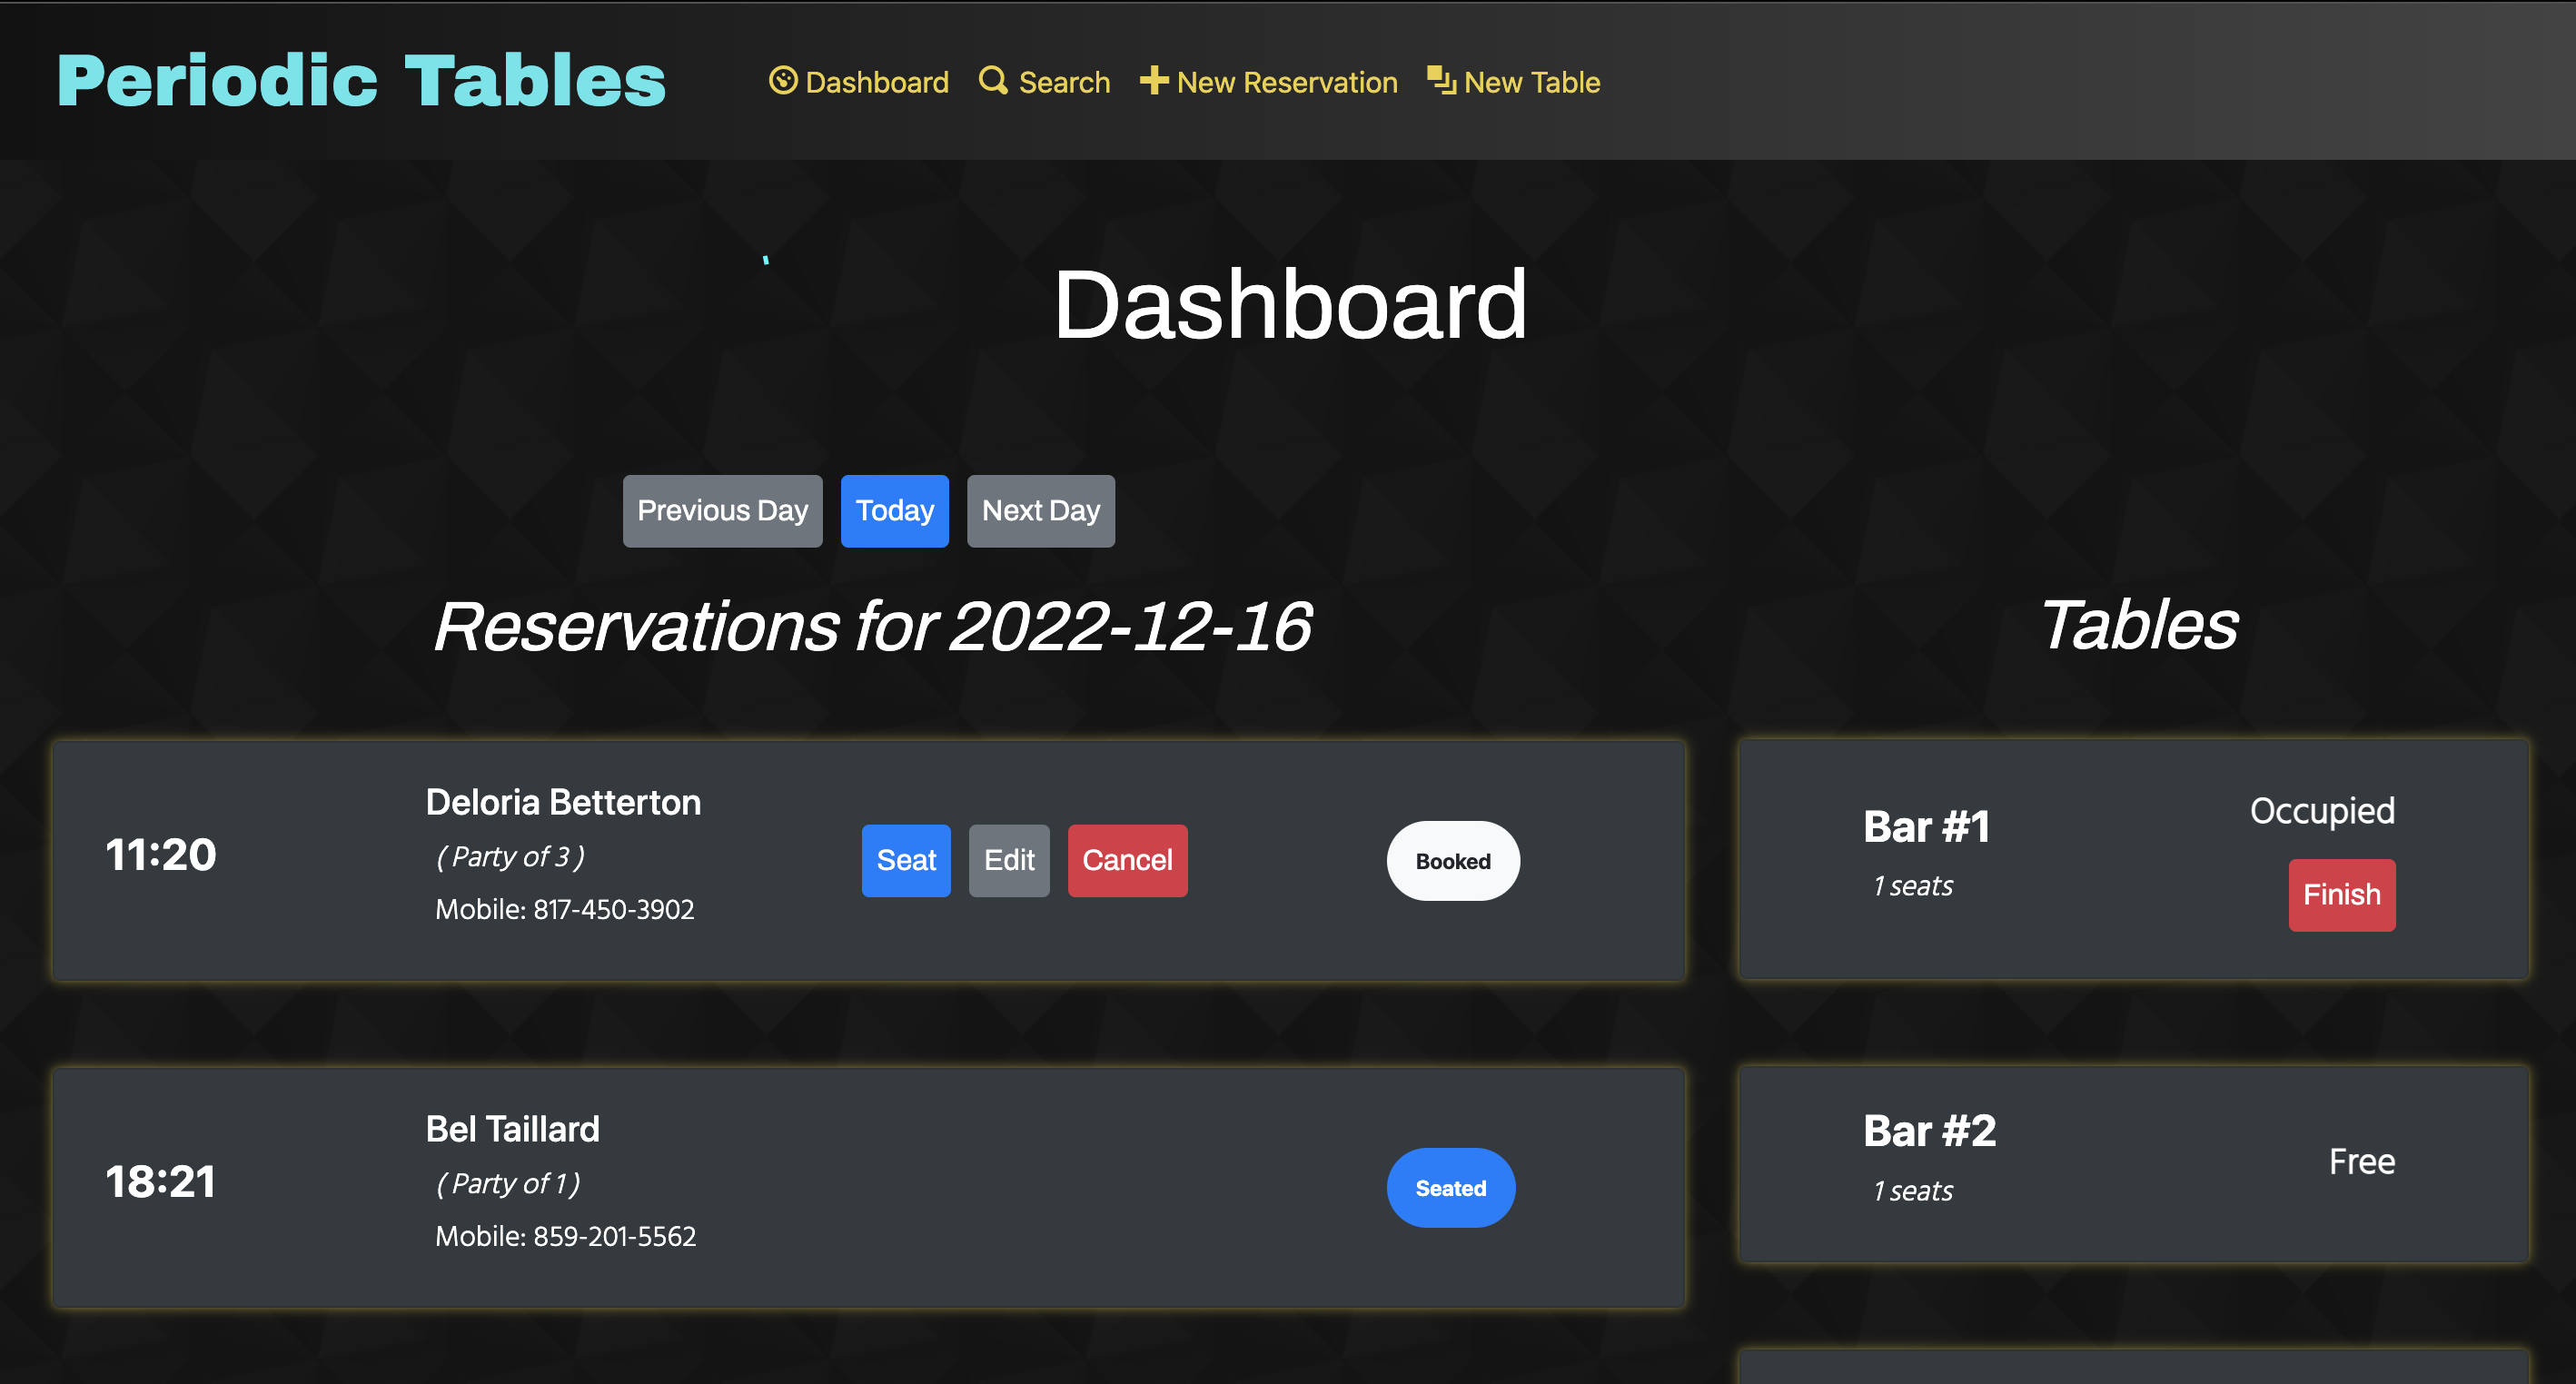 Periodic Tables
Dashboard Search New Reservation New Table
Dashboard
Previous Day Today Next Day
Reservations for 2022-12-16
11:20
Deloria Betterton
( Party of 3 )
Mobile: 817-450-3902
Seat Edit Cancel
Booked
18:21
Bel Taillard
( Party of 1 )
Mobile: 859-201-5562
Seated
Tables
Bar #1
1 seats
Occupied
Finish
Bar #2
1 seats
Free